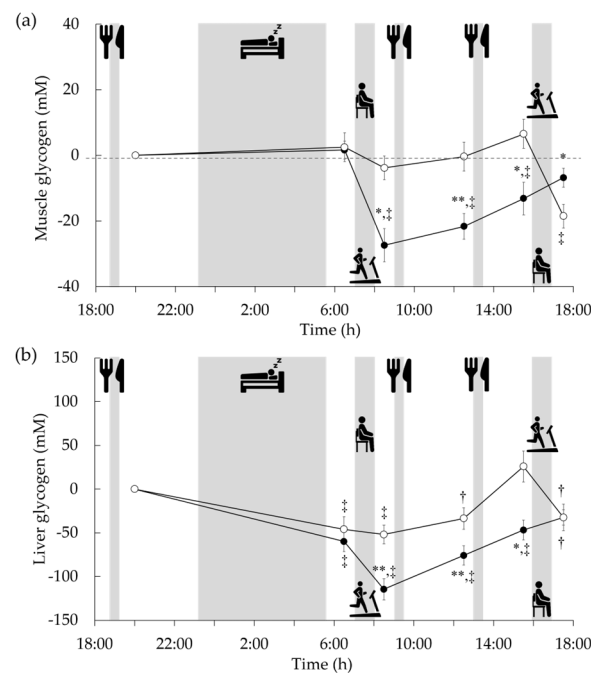 (a)
40
20
0
-20
-40
Muscle glycogen (mM)
z z
*,‡
**,‡
*,‡
*
‡
18:00 22:00 2:00 6:00 10:00 14:00 18:00
Time (h)
(b)
150
100
50
0
-50
-100
-150
Liver glycogen (mM)
z z
‡ ‡ † †
‡ **,‡ **,‡ *,‡ †
18:00 22:00 2:00 6:00 10:00 14:00 18:00
Time (h)